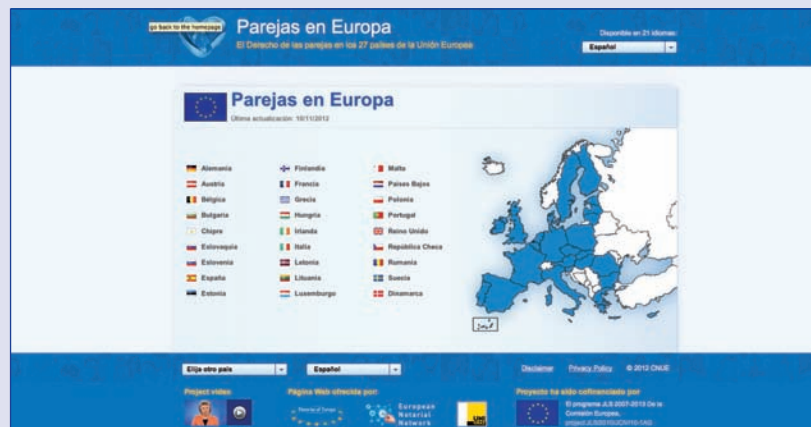 go back to the homepage
Parejas en Europa
El Derecho de las parejas en los 27 países de la Unión Europea
Disponible en 21 idiomas:
Español
Parejas en Europa
Última actualización: 10/11/2012
Alemania
Austria
Bélgica
Bulgaria
Chipre
Eslovaquia
Eslovenia
España
Estonia
Finlandia
Francia
Grecia
Hungría
Irlanda
Italia
Letonia
Lituania
Luxemburgo
Malta
Países Bajos
Polonia
Portugal
Reino Unido
República Checa
Rumania
Suecia
Dinamarca
Elija otro país
Español
Disclaimer Privacy Policy © 2012 CNUE
Project video
Página Web ofrecida por:
European
Notarial
Network
UNI
Proyecto ha sido cofinanciado por
El programa JLS 2007-2013 De la
Comisión Europea,